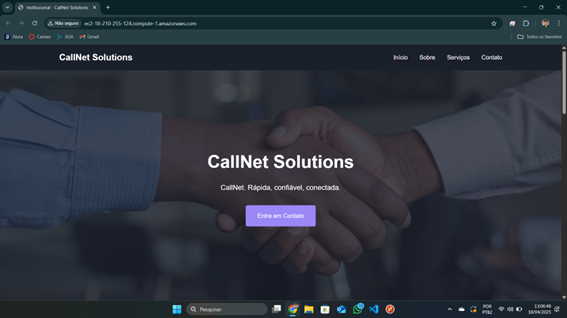 Institucional - CallNet Solutions
Não seguro
ec2-18-210-255-124.compute-1.amazonaws.com
Alura
Canvas
SGA
Gmail
Todos os favoritos
CallNet Solutions
Início
Sobre
Serviços
Contato
CallNet Solutions
CallNet. Rápida, confiável, conectada.
Entre em Contato
Pesquisar
POR
PTB2
13:06:48
16/04/2025